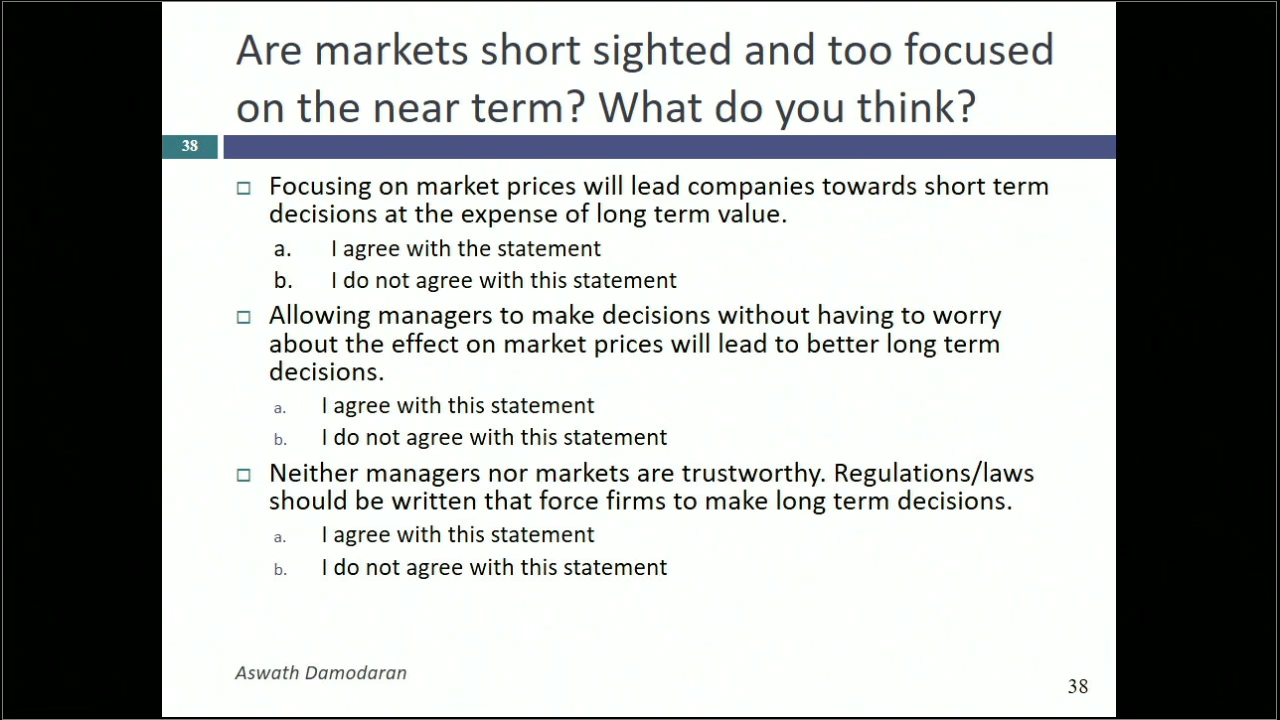 Are markets short sighted and too focused
on the near term? What do you think?
38
Focusing on market prices will lead companies towards short term
decisions at the expense of long term value.
a. I agree with the statement
b. I do not agree with this statement
Allowing managers to make decisions without having to worry
about the effect on market prices will lead to better long term
decisions.
a. I agree with this statement
b. I do not agree with this statement
Neither managers nor markets are trustworthy. Regulations/laws
should be written that force firms to make long term decisions.
a. I agree with this statement
b. I do not agree with this statement
Aswath Damodaran
38